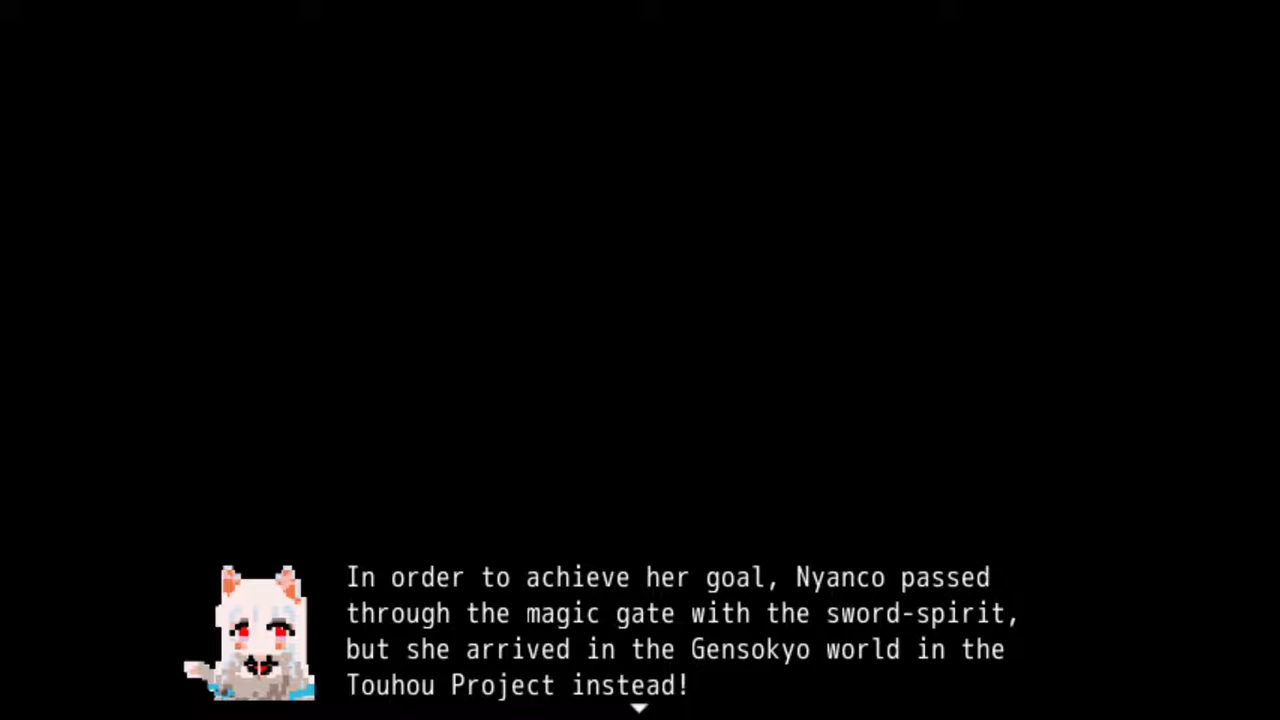 In order to achieve her goal, Nyanco passed
through the magic gate with the sword-spirit,
but she arrived in the Gensokyo world in the
Touhou Project instead!